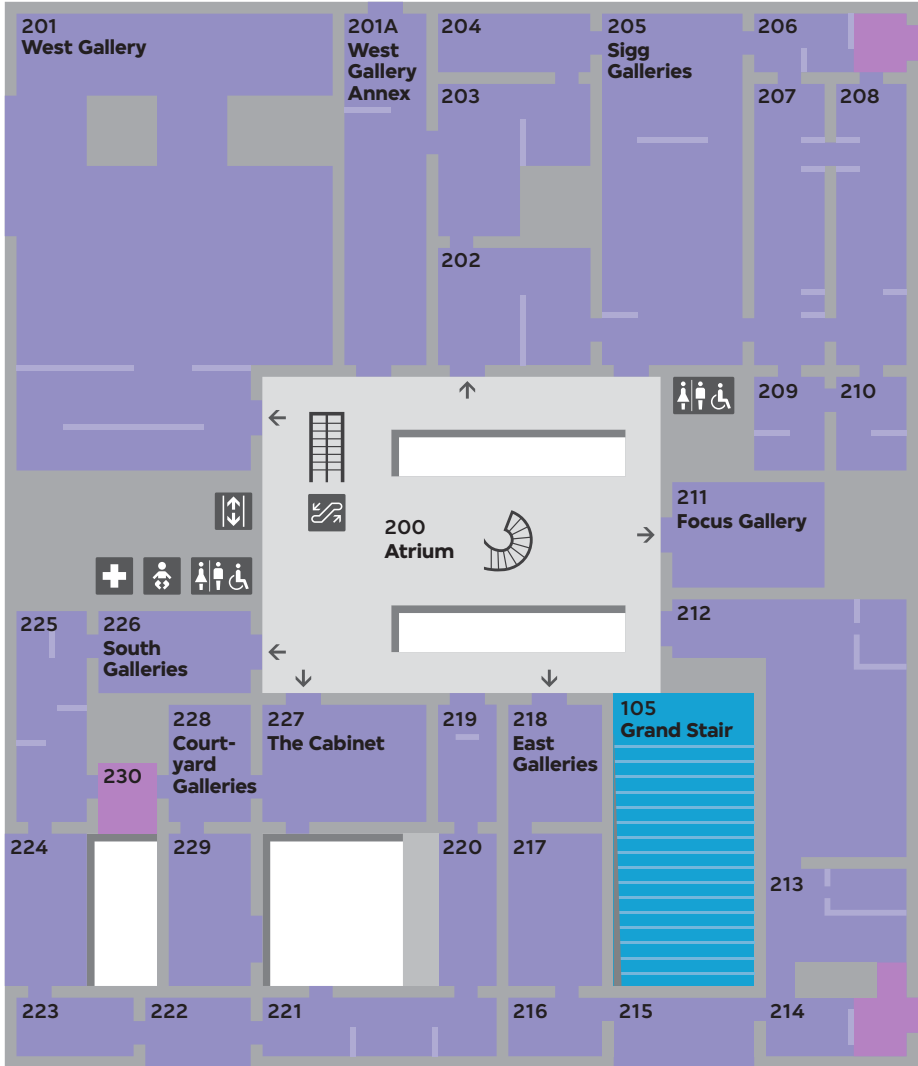 201
West Gallery
201A
West
Gallery
Annex
204
203
202
205
Sigg
Galleries
206
207
208
209
210
211
Focus Gallery
200
Atrium
212
225
226
South
Galleries
228
Court-
yard
Galleries
227
The Cabinet
219
218
East
Galleries
105
Grand Stair
230
224
229
220
217
213
223
222
221
216
215
214